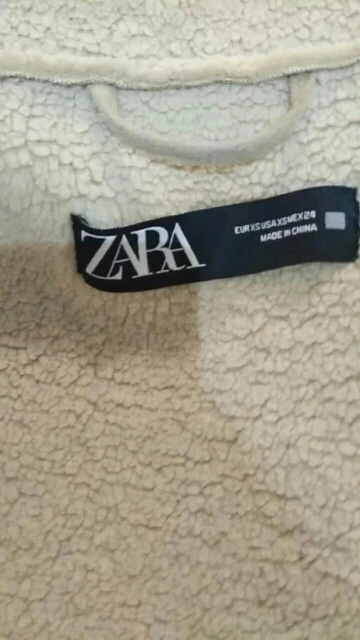 ZARA
EUR XS USA XS MEX 24
MADE IN CHINA